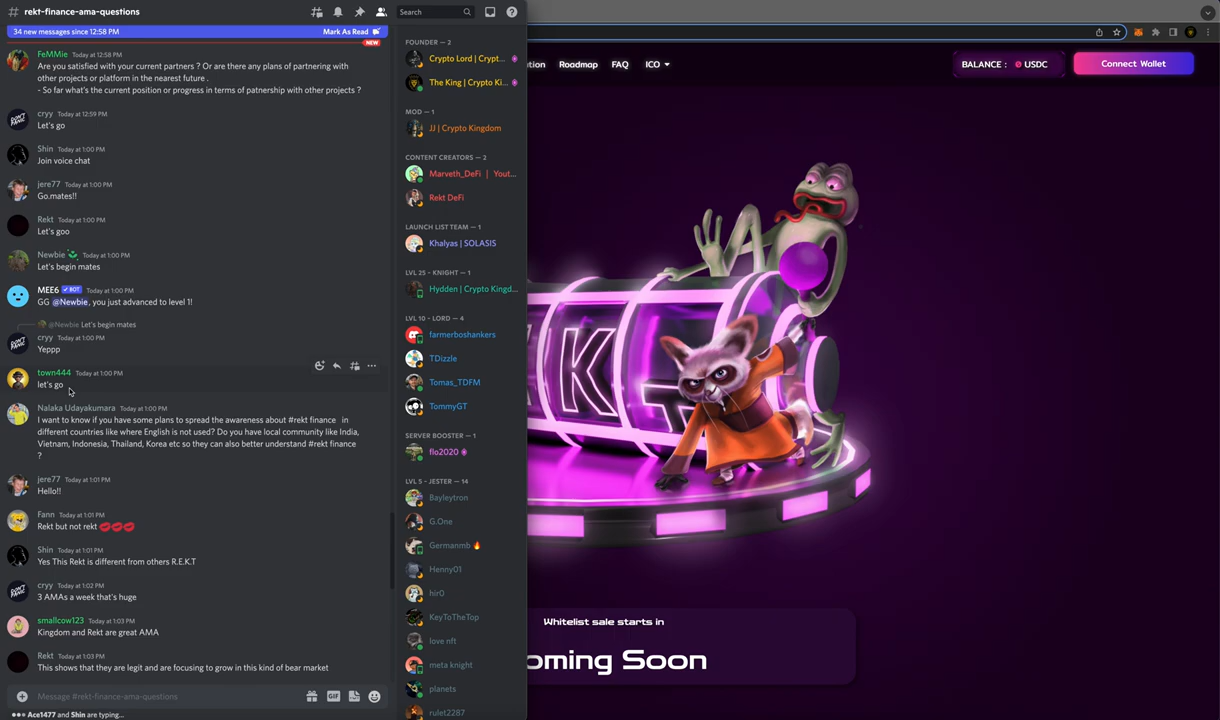 # rekt-finance-ama-questions
Search
34 new messages since 12:58 PM
Mark As Read
NEW
FeMMie Today at 12:58 PM
Are you satisfied with your current partners ? Or are there any plans of partnering with
other projects or platform in the nearest future .
- So far what's the current position or progress in terms of patnership with other projects ?
cryy Today at 12:59 PM
Let's go
Shin Today at 1:00 PM
Join voice chat
jere77 Today at 1:00 PM
Go.mates!!
Rekt Today at 1:00 PM
Let's goo
Newbie Today at 1:00 PM
Let's begin mates
MEE6 BOT Today at 1:00 PM
GG @Newbie, you just advanced to level 1!
@Newbie Let's begin mates
cryy Today at 1:00 PM
Yeppp
town444 Today at 1:00 PM
let's go
Nalaka Udayakumara Today at 1:00 PM
I want to know if you have some plans to spread the awareness about #rekt finance in
different countries like where English is not used? Do you have local community like India,
Vietnam, Indonesia, Thailand, Korea etc so they can also better understand #rekt finance
?
jere77 Today at 1:01 PM
Hello!!
Fann Today at 1:01 PM
Rekt but not rekt 💋💋💋
Shin Today at 1:01 PM
Yes This Rekt is different from others R.E.K.T
cryy Today at 1:02 PM
3 AMAs a week that's huge
smallcow123 Today at 1:03 PM
Kingdom and Rekt are great AMA
Rekt Today at 1:03 PM
This shows that they are legit and are focusing to grow in this kind of bear market
Message #rekt-finance-ama-questions
GIF
Ace1477 and Shin are typing...
FOUNDER — 2
Crypto Lord | Crypt...
The King | Crypto Ki...
MOD — 1
JJ | Crypto Kingdom
CONTENT CREATORS — 2
Marveth_DeFi | Yout...
Rekt DeFi
LAUNCH LIST TEAM — 1
Khalyas | SOLASIS
LVL 25 - KNIGHT — 1
Hydden | Crypto Kingd...
LVL 10 - LORD — 4
farmerboshankers
TDizzle
Tomas_TDFM
TommyGT
SERVER BOOSTER — 1
flo2020
LVL 5 - JESTER — 14
Bayleytron
G.One
Germanmb 🔥
Henny01
hir0
KeyToTheTop
love nft
meta knight
planets
rulet2287
tion
Roadmap
FAQ
ICO
BALANCE : 0 USDC
Connect Wallet
Whitelist sale starts in
oming Soon